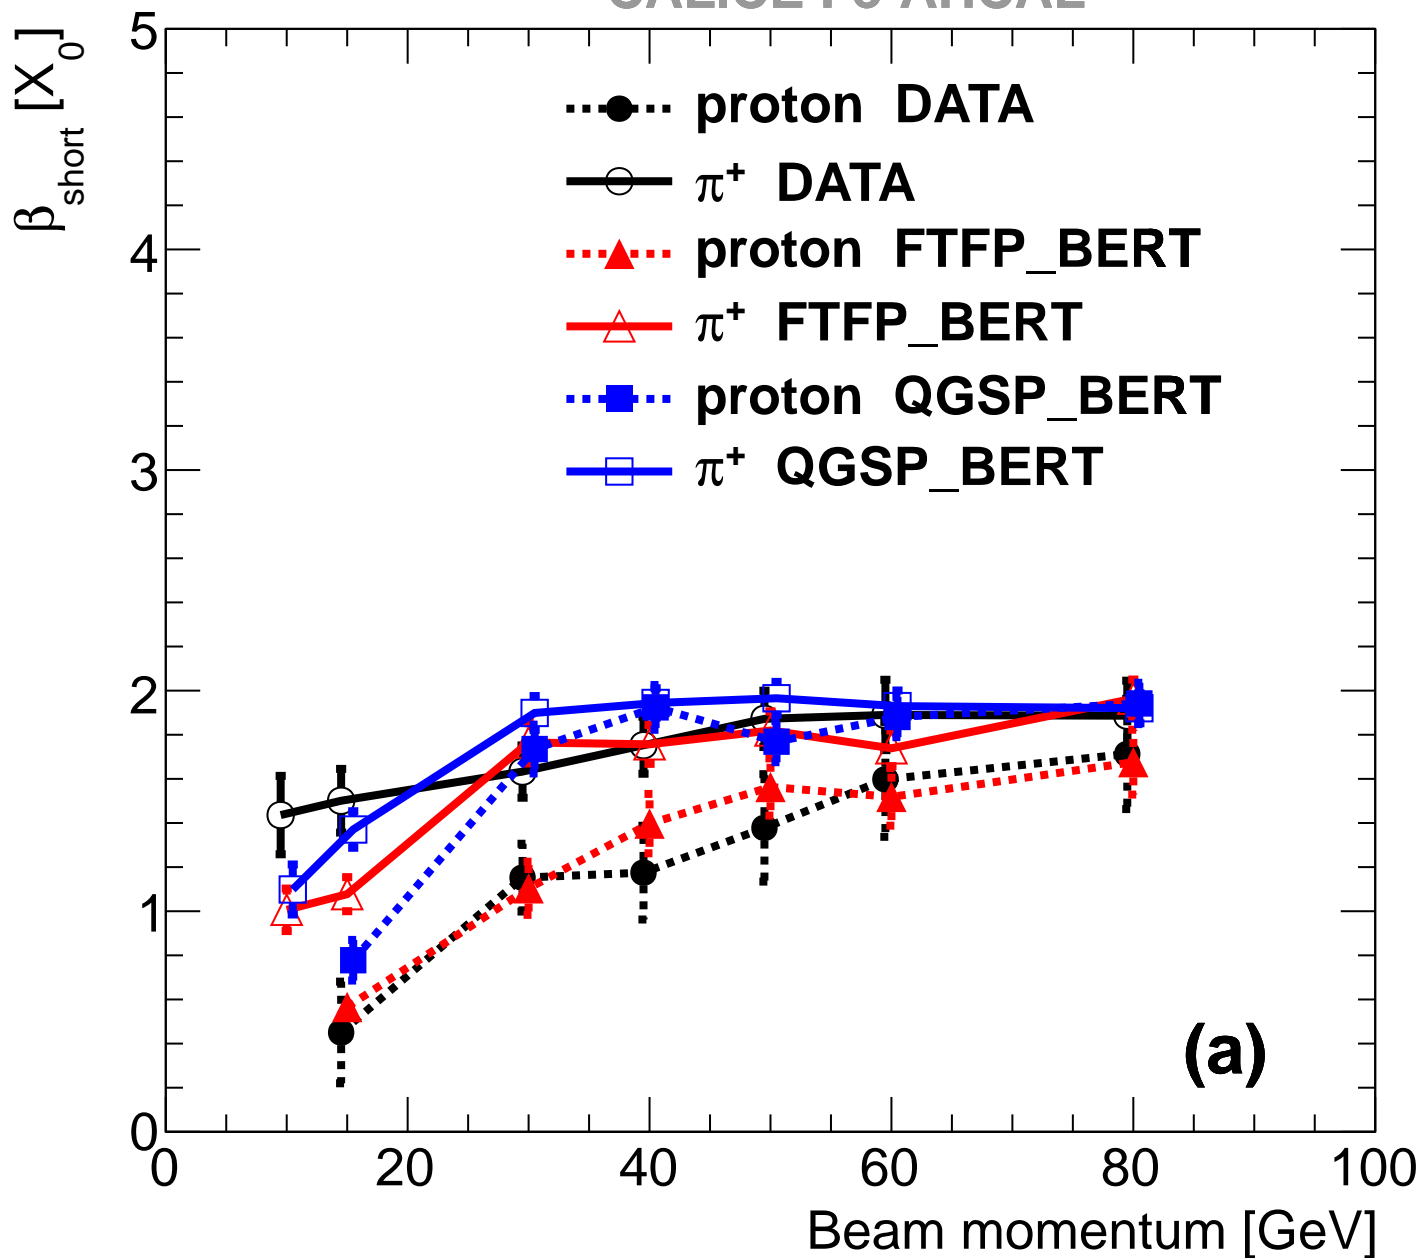 β_short [X_0]
5
4
3
2
1
0
proton DATA
π⁺ DATA
proton FTFP_BERT
π⁺ FTFP_BERT
proton QGSP_BERT
π⁺ QGSP_BERT
(a)
0 20 40 60 80 100
Beam momentum [GeV]